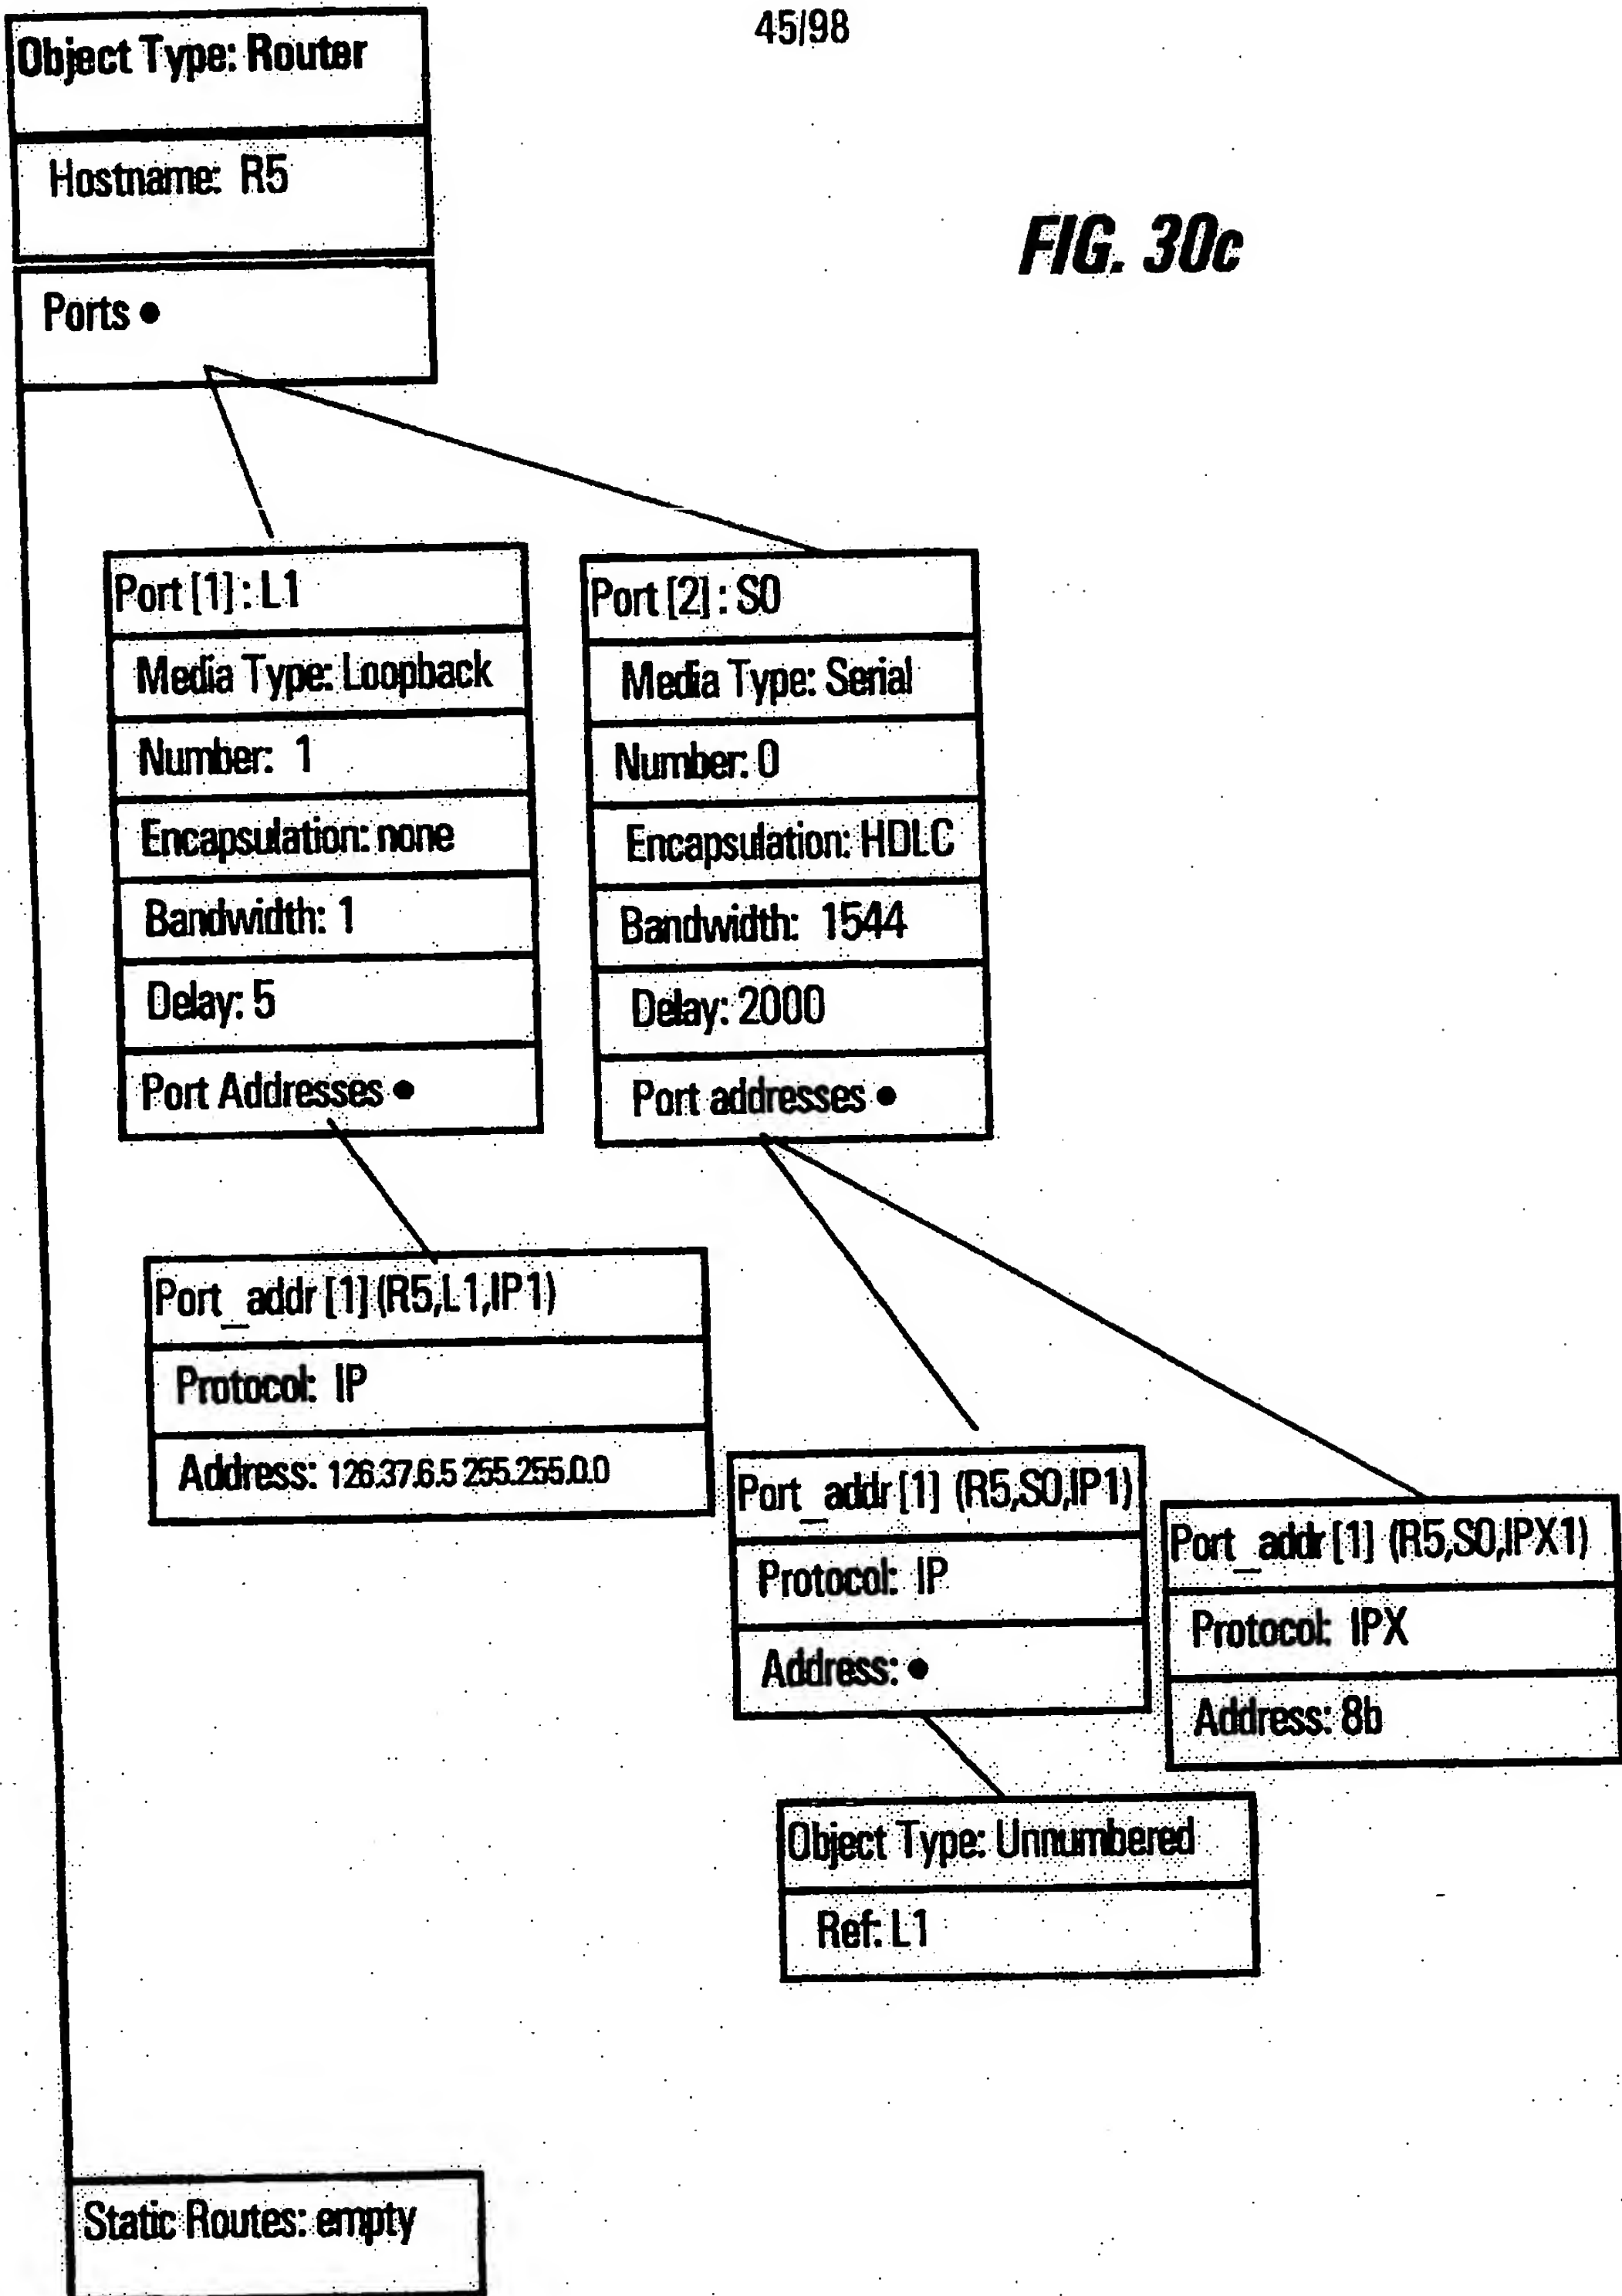 45/98
Object Type: Router
Hostname: R5
FIG. 30c
Ports •
Port [1] : L1
Media Type: Loopback
Number: 1
Encapsulation: none
Bandwidth: 1
Delay: 5
Port Addresses •
Port [2] : S0
Media Type: Serial
Number: 0
Encapsulation: HDLC
Bandwidth: 1544
Delay: 2000
Port addresses •
Port_addr [1] (R5,L1,IP1)
Protocol: IP
Address: 126.37.6.5 255.255.0.0
Port_addr [1] (R5,S0,IP1)
Protocol: IP
Address: •
Port_addr [1] (R5,S0,IPX1)
Protocol: IPX
Address: 8b
Object Type: Unnumbered
Ref: L1
Static Routes: empty